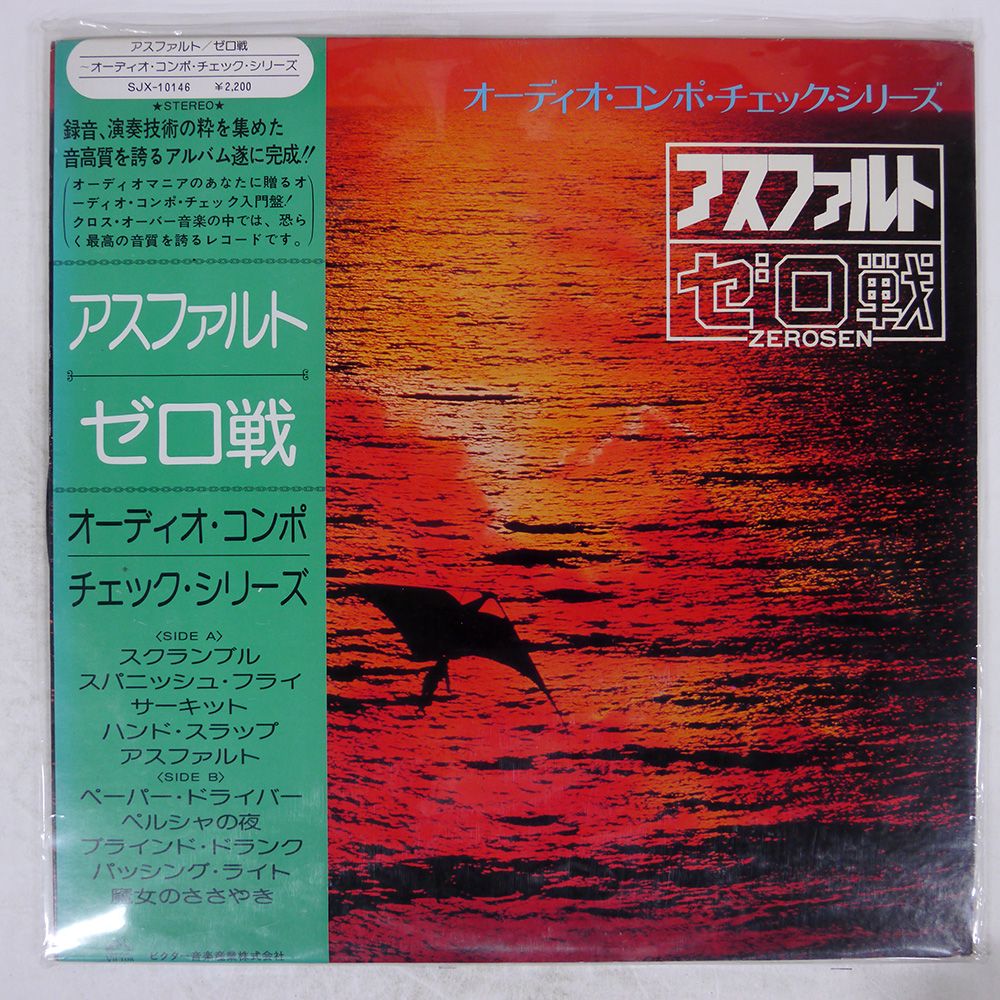 アスファルト/ゼロ戦
~オーディオ・コンポ・チェック・シリーズ
SJX-10146 ¥2,200
★STEREO★
録音、演奏技術の粋を集めた
音高質を誇るアルバム遂に完成!!
オーディオマニアのあなたに贈るオ
ーディオ・コンポ・チェック入門盤!
クロス・オーバー音楽の中では、恐ら
く最高の音質を誇るレコードです。
アスファルト
ゼロ戦
オーディオ・コンポ
チェック・シリーズ
〈SIDE A〉
スクランブル
スパニッシュ・フライ
サーキット
ハンド・スラップ
アスファルト
〈SIDE B〉
ペーパー・ドライバー
ペルシャの夜
ブラインド・ドランク
パッシング・ライト
魔女のささやき
Victor
ビクター音楽産業株式会社
オーディオ・コンポ・チェック・シリーズ
アスファルト
ゼロ戦
ZEROSEN